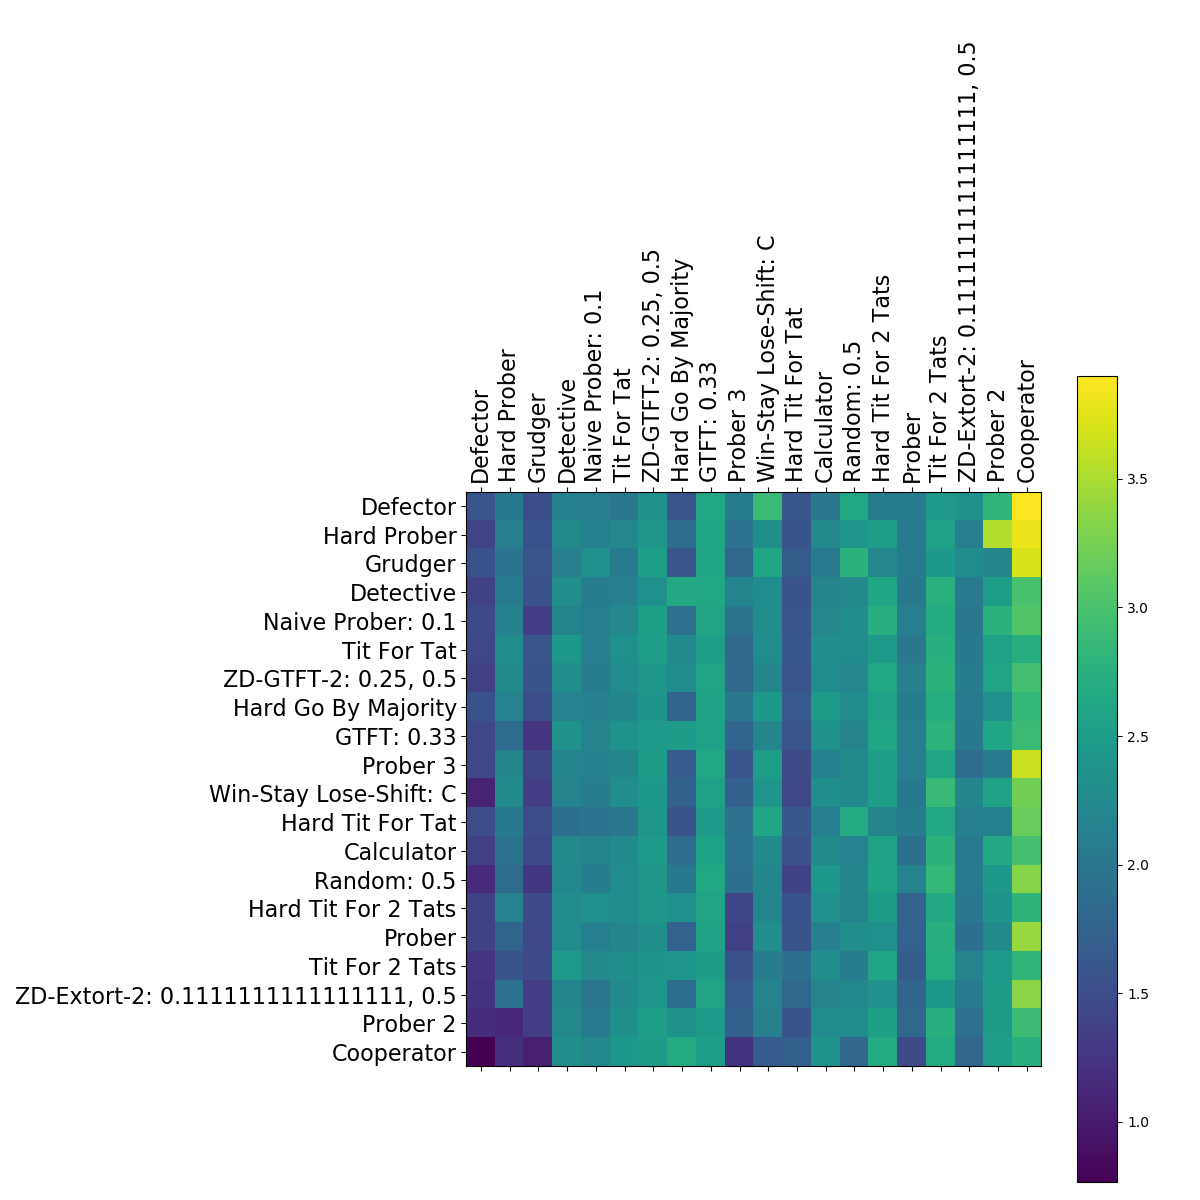 Defector
Hard Prober
Grudger
Detective
Naive Prober: 0.1
Tit For Tat
ZD-GTFT-2: 0.25, 0.5
Hard Go By Majority
GTFT: 0.33
Prober 3
Win-Stay Lose-Shift: C
Hard Tit For Tat
Calculator
Random: 0.5
Hard Tit For 2 Tats
Prober
Tit For 2 Tats
ZD-Extort-2: 0.1111111111111111, 0.5
Prober 2
Cooperator
Defector
Hard Prober
Grudger
Detective
Naive Prober: 0.1
Tit For Tat
ZD-GTFT-2: 0.25, 0.5
Hard Go By Majority
GTFT: 0.33
Prober 3
Win-Stay Lose-Shift: C
Hard Tit For Tat
Calculator
Random: 0.5
Hard Tit For 2 Tats
Prober
Tit For 2 Tats
ZD-Extort-2: 0.1111111111111111, 0.5
Prober 2
Cooperator
3.5
3.0
2.5
2.0
1.5
1.0